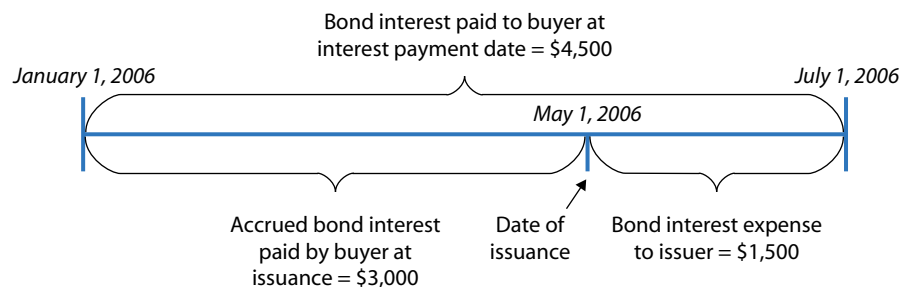 Bond interest paid to buyer at
interest payment date = $4,500
January 1, 2006
July 1, 2006
May 1, 2006
Accrued bond interest
paid by buyer at
issuance = $3,000
Date of
issuance
Bond interest expense
to issuer = $1,500